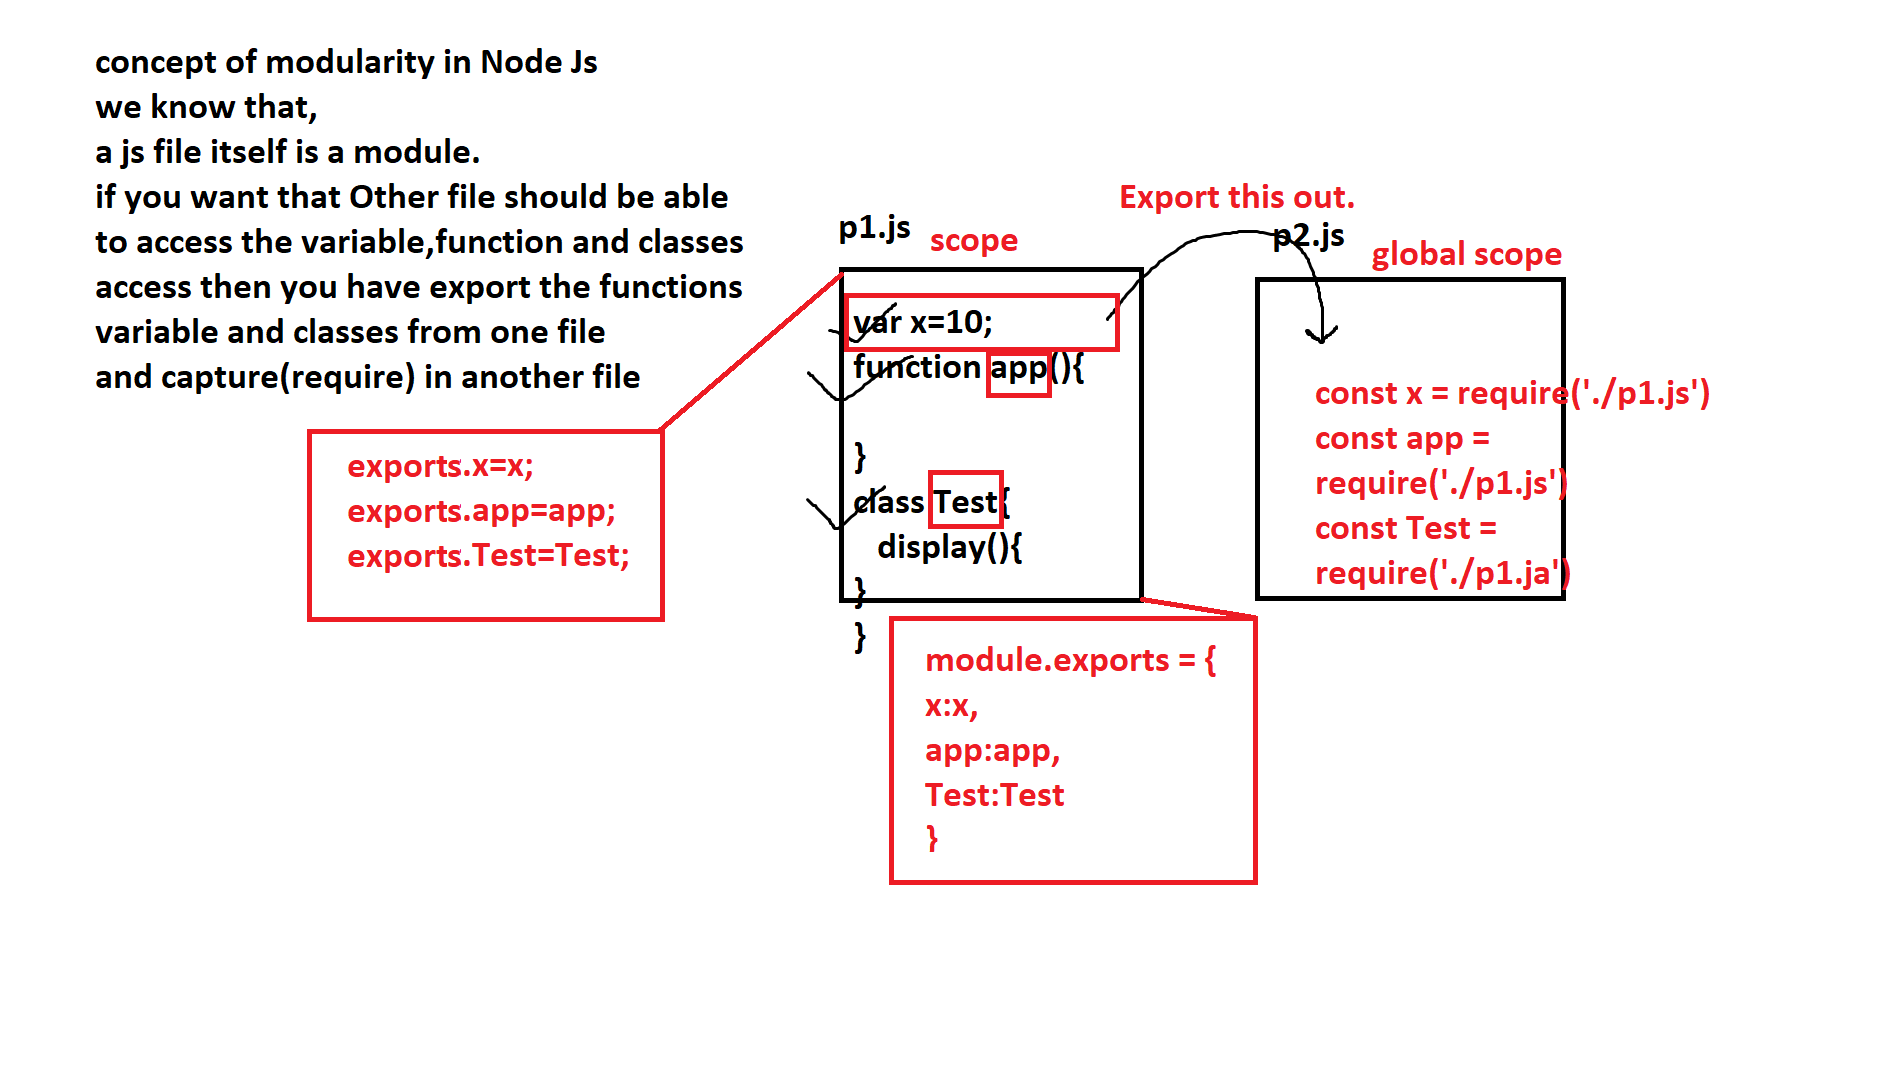 concept of modularity in Node Js
we know that,
a js file itself is a module.
if you want that Other file should be able
to access the variable,function and classes
access then you have export the functions
variable and classes from one file
and capture(require) in another file
exports.x=x;
exports.app=app;
exports.Test=Test;
p1.js
scope
var x=10;
function app(){
}
class Test{
display(){
}
}
module.exports = {
x:x,
app:app,
Test:Test
}
Export this out.
p2.js
global scope
const x = require('./p1.js')
const app =
require('./p1.js')
const Test =
require('./p1.ja')